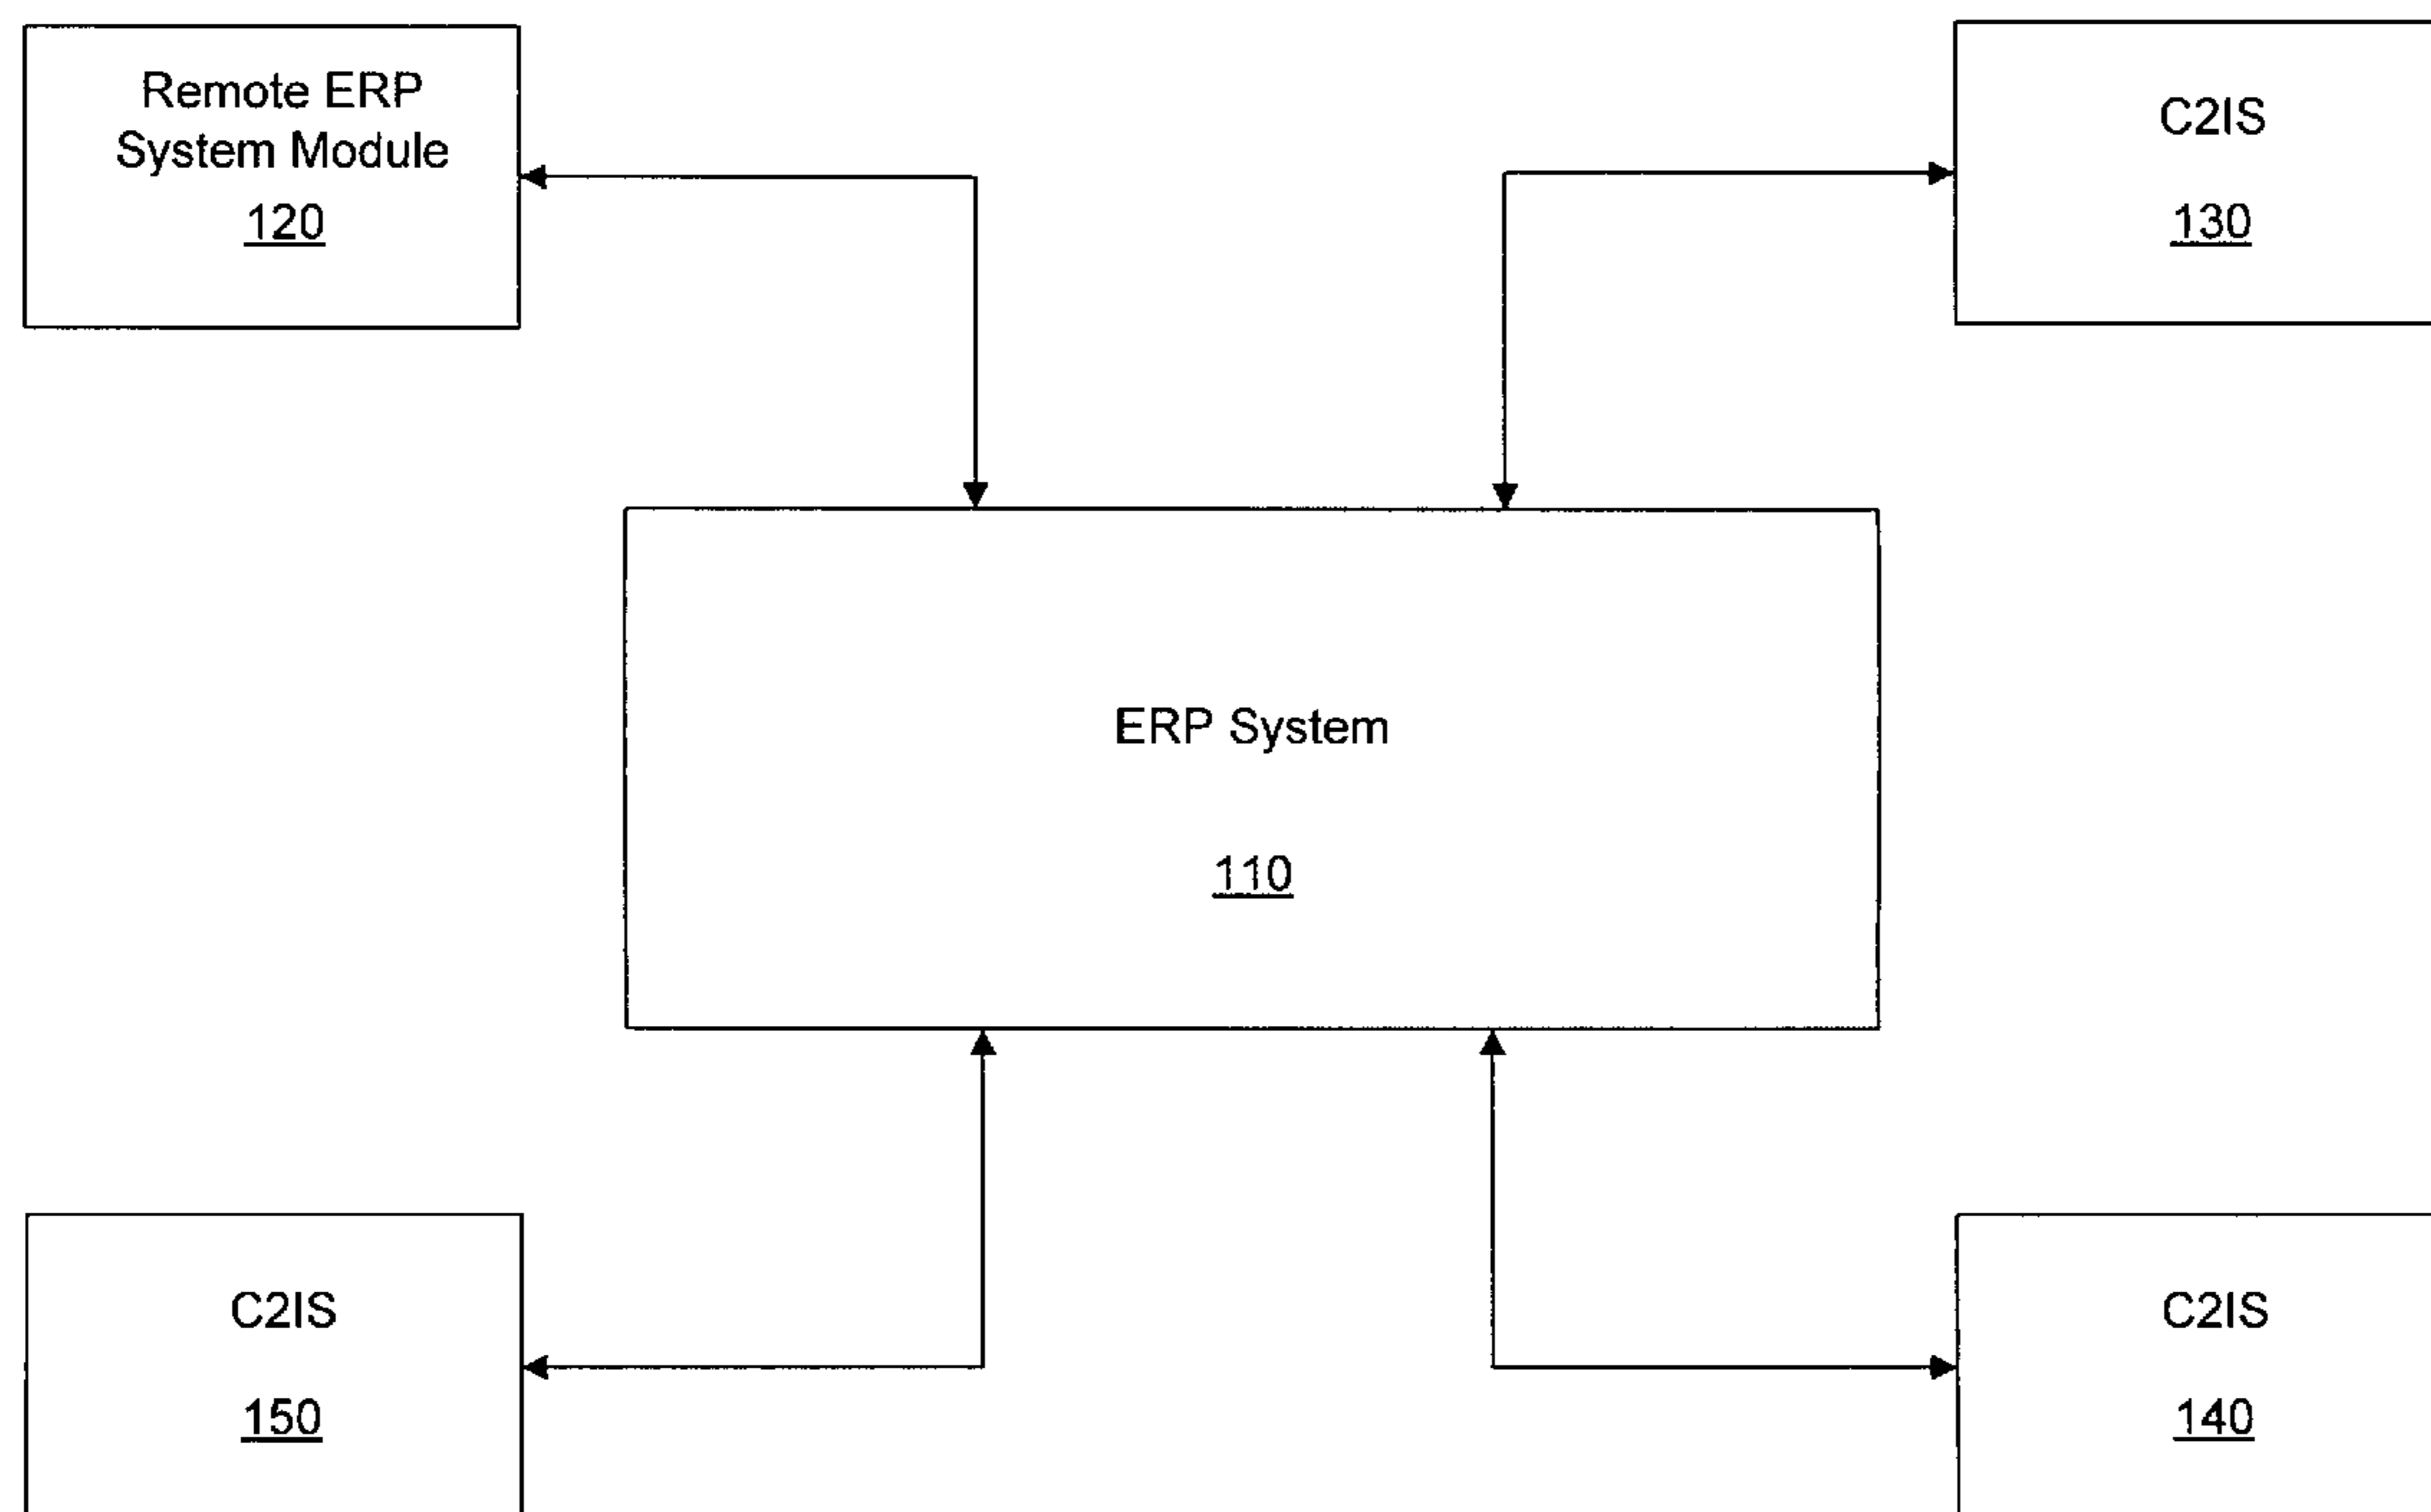 Remote ERP
System Module
120
C2IS
130
ERP System
110
C2IS
150
C2IS
140